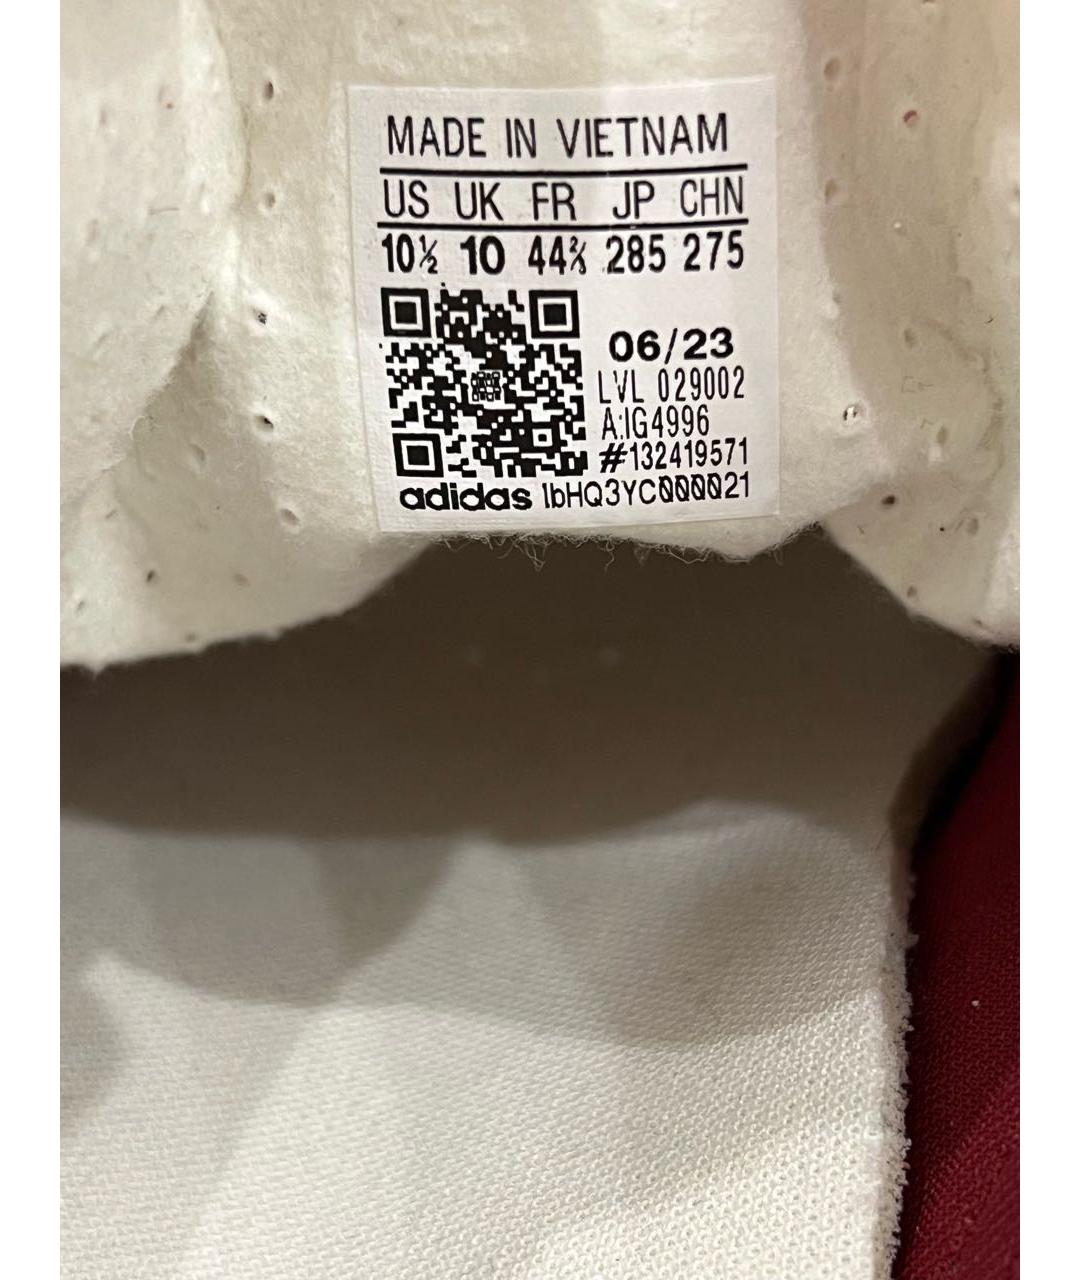 MADE IN VIETNAM
US UK FR JP CHN
10½ 10 44⅔ 285 275
06/23
LVL 029002
A:IG4996
#132419571
adidas 1bHQ3YC000021